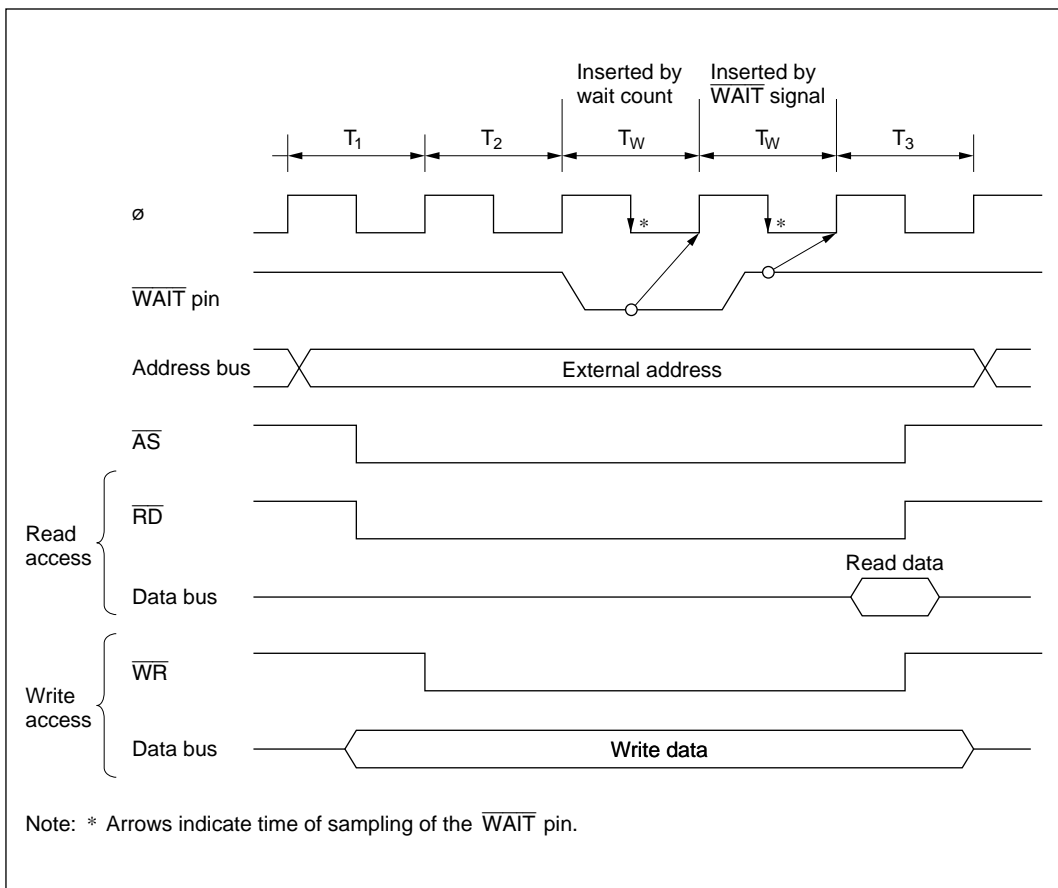 Inserted by
wait count
Inserted by
WAIT signal
T1 T2 TW TW T3
ø
*
*
WAIT pin
Address bus
External address
AS
Read
access
RD
Read data
Data bus
Write
access
WR
Data bus
Write data
Note: * Arrows indicate time of sampling of the WAIT pin.